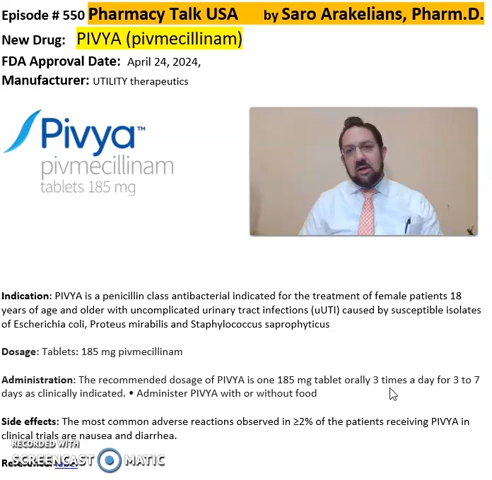 Episode # 550 Pharmacy Talk USA by Saro Arakelians, Pharm.D.
New Drug: PIVYA (pivmecillinam)
FDA Approval Date: April 24, 2024,
Manufacturer: UTILITY therapeutics
Pivya™
pivmecillinam
tablets 185 mg
Indication: PIVYA is a penicillin class antibacterial indicated for the treatment of female patients 18
years of age and older with uncomplicated urinary tract infections (uUTI) caused by susceptible isolates
of Escherichia coli, Proteus mirabilis and Staphylococcus saprophyticus
Dosage: Tablets: 185 mg pivmecillinam
Administration: The recommended dosage of PIVYA is one 185 mg tablet orally 3 times a day for 3 to 7
days as clinically indicated. • Administer PIVYA with or without food
Side effects: The most common adverse reactions observed in ≥2% of the patients receiving PIVYA in
clinical trials are nausea and diarrhea.
RECORDED WITH
SCREENCAST MATIC